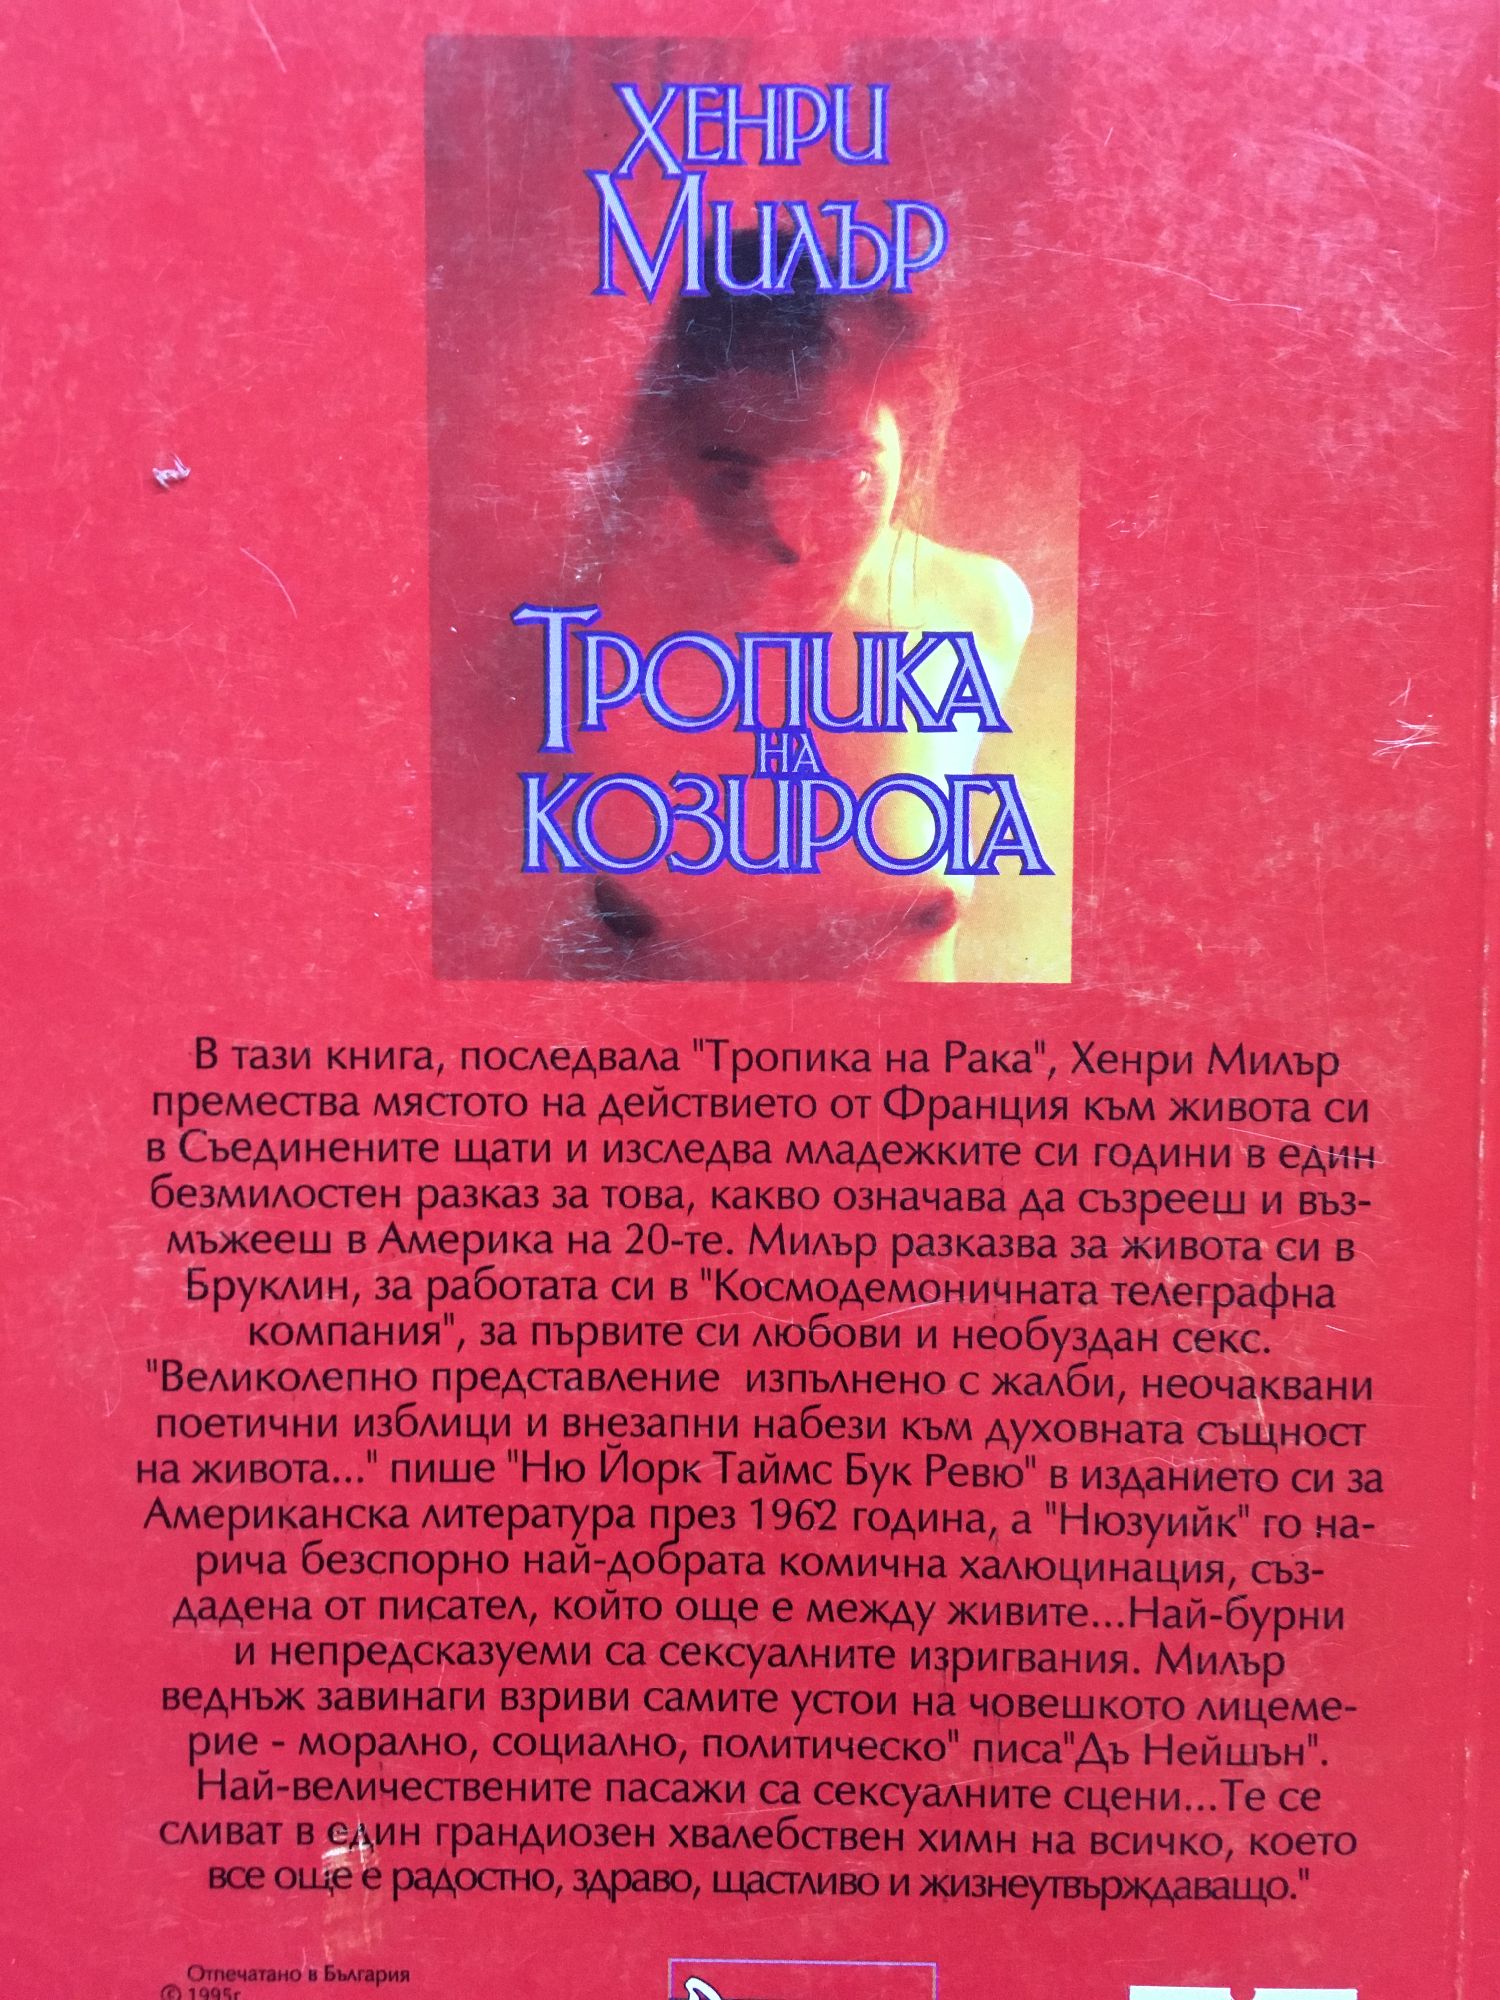 ХЕНРИ
МИЛЪР
ТРОПИКА
НА
КОЗИРОГА
В тази книга, последвала "Тропика на Рака", Хенри Милър
премества мястото на действието от Франция към живота си
в Съединените щати и изследва младежките си години в един
безмилостен разказ за това, какво означава да съзрееш и въз-
мъжееш в Америка на 20-те. Милър разказва за живота си в
Бруклин, за работата си в "Космодемоничната телеграфна
компания", за първите си любови и необуздан секс.
"Великолепно представление изпълнено с жалби, неочаквани
поетични изблици и внезапни набези към духовната същност
на живота..." пише "Ню Йорк Таймс Бук Ревю" в изданието си за
Американска литература през 1962 година, а "Нюзуийк" го на-
рича безспорно най-добрата комична халюцинация, съз-
дадена от писател, който още е между живите...Най-бурни
и непредсказуеми са сексуалните изригвания. Милър
веднъж завинаги взриви самите устои на човешкото лицеме-
рие - морално, социално, политическо" писа"Дъ Нейшън".
Най-величествените пасажи са сексуалните сцени...Те се
сливат в един грандиозен хвалебствен химн на всичко, което
все още е радостно, здраво, щастливо и жизнеутвърждаващо."
Отпечатано в България
© 1995г.